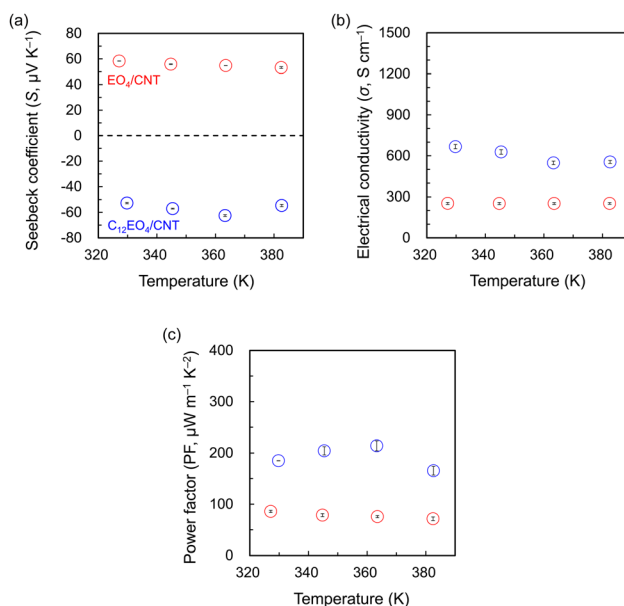 (a)
Seebeck coefficient (S, µV K⁻¹)
80
60
40
20
0
-20
-40
-60
-80
EO₄/CNT
C₁₂EO₄/CNT
320 340 360 380
Temperature (K)
(b)
Electrical conductivity (σ, S cm⁻¹)
1500
1200
900
600
300
0
320 340 360 380
Temperature (K)
(c)
Power factor (PF, µW m⁻¹ K⁻²)
400
300
200
100
0
320 340 360 380
Temperature (K)